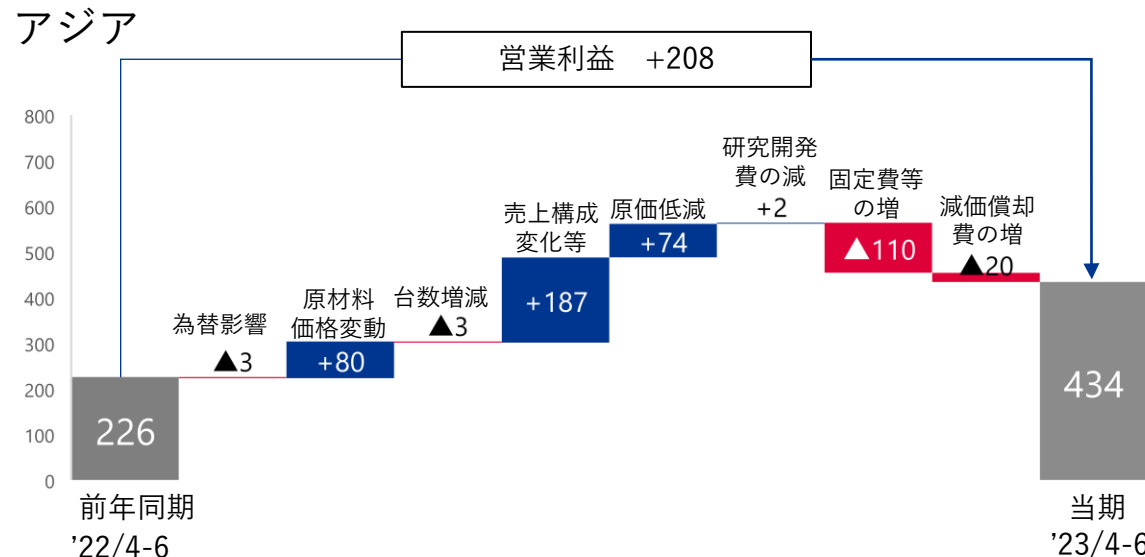 アジア
営業利益 +208
800
700
600
500
400
300
200
100
0
226
為替影響
▲3
原材料
価格変動
+80
台数増減
▲3
売上構成
変化等
+187
原価低減
+74
研究開発
費の減
+2
固定費等
の増
▲110
減価償却
費の増
▲20
434
前年同期
'22/4-6
当期
'23/4-6